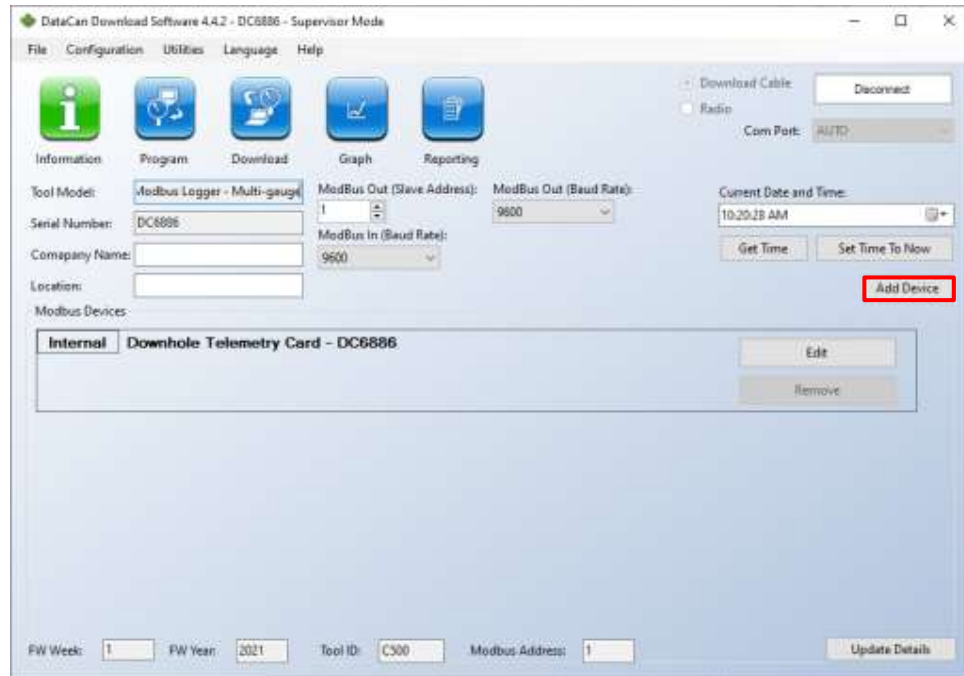 DataCan Download Software 4.4.2 - DC6886 - Supervisor Mode
File Configuration Utilities Language Help
Information Program Download Graph Reporting
Download Cable
Radio
Disconnect
Com Port: AUTO
Tool Model: Modbus Logger - Multi-gauge
Serial Number: DC6886
Comapany Name:
Location:
ModBus Out (Slave Address):
1
ModBus In (Baud Rate):
9600
ModBus Out (Baud Rate):
9600
Current Date and Time:
10:20:28 AM
Get Time Set Time To Now
Add Device
Modbus Devices
Internal Downhole Telemetry Card - DC6886
Edit
Remove
FW Week: 1 FW Year: 2021 Tool ID: C500 Modbus Address: 1 Update Details